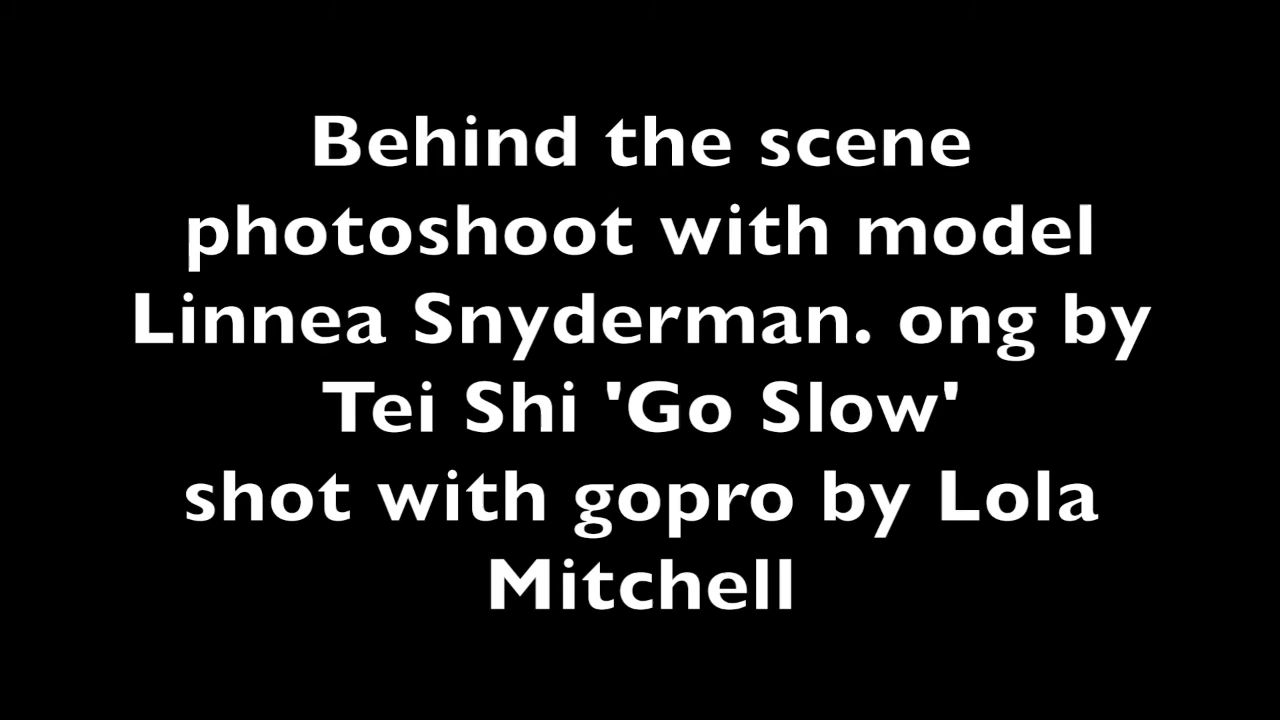 Behind the scene
photoshoot with model
Linnea Snyderman. ong by
Tei Shi 'Go Slow'
shot with gopro by Lola
Mitchell